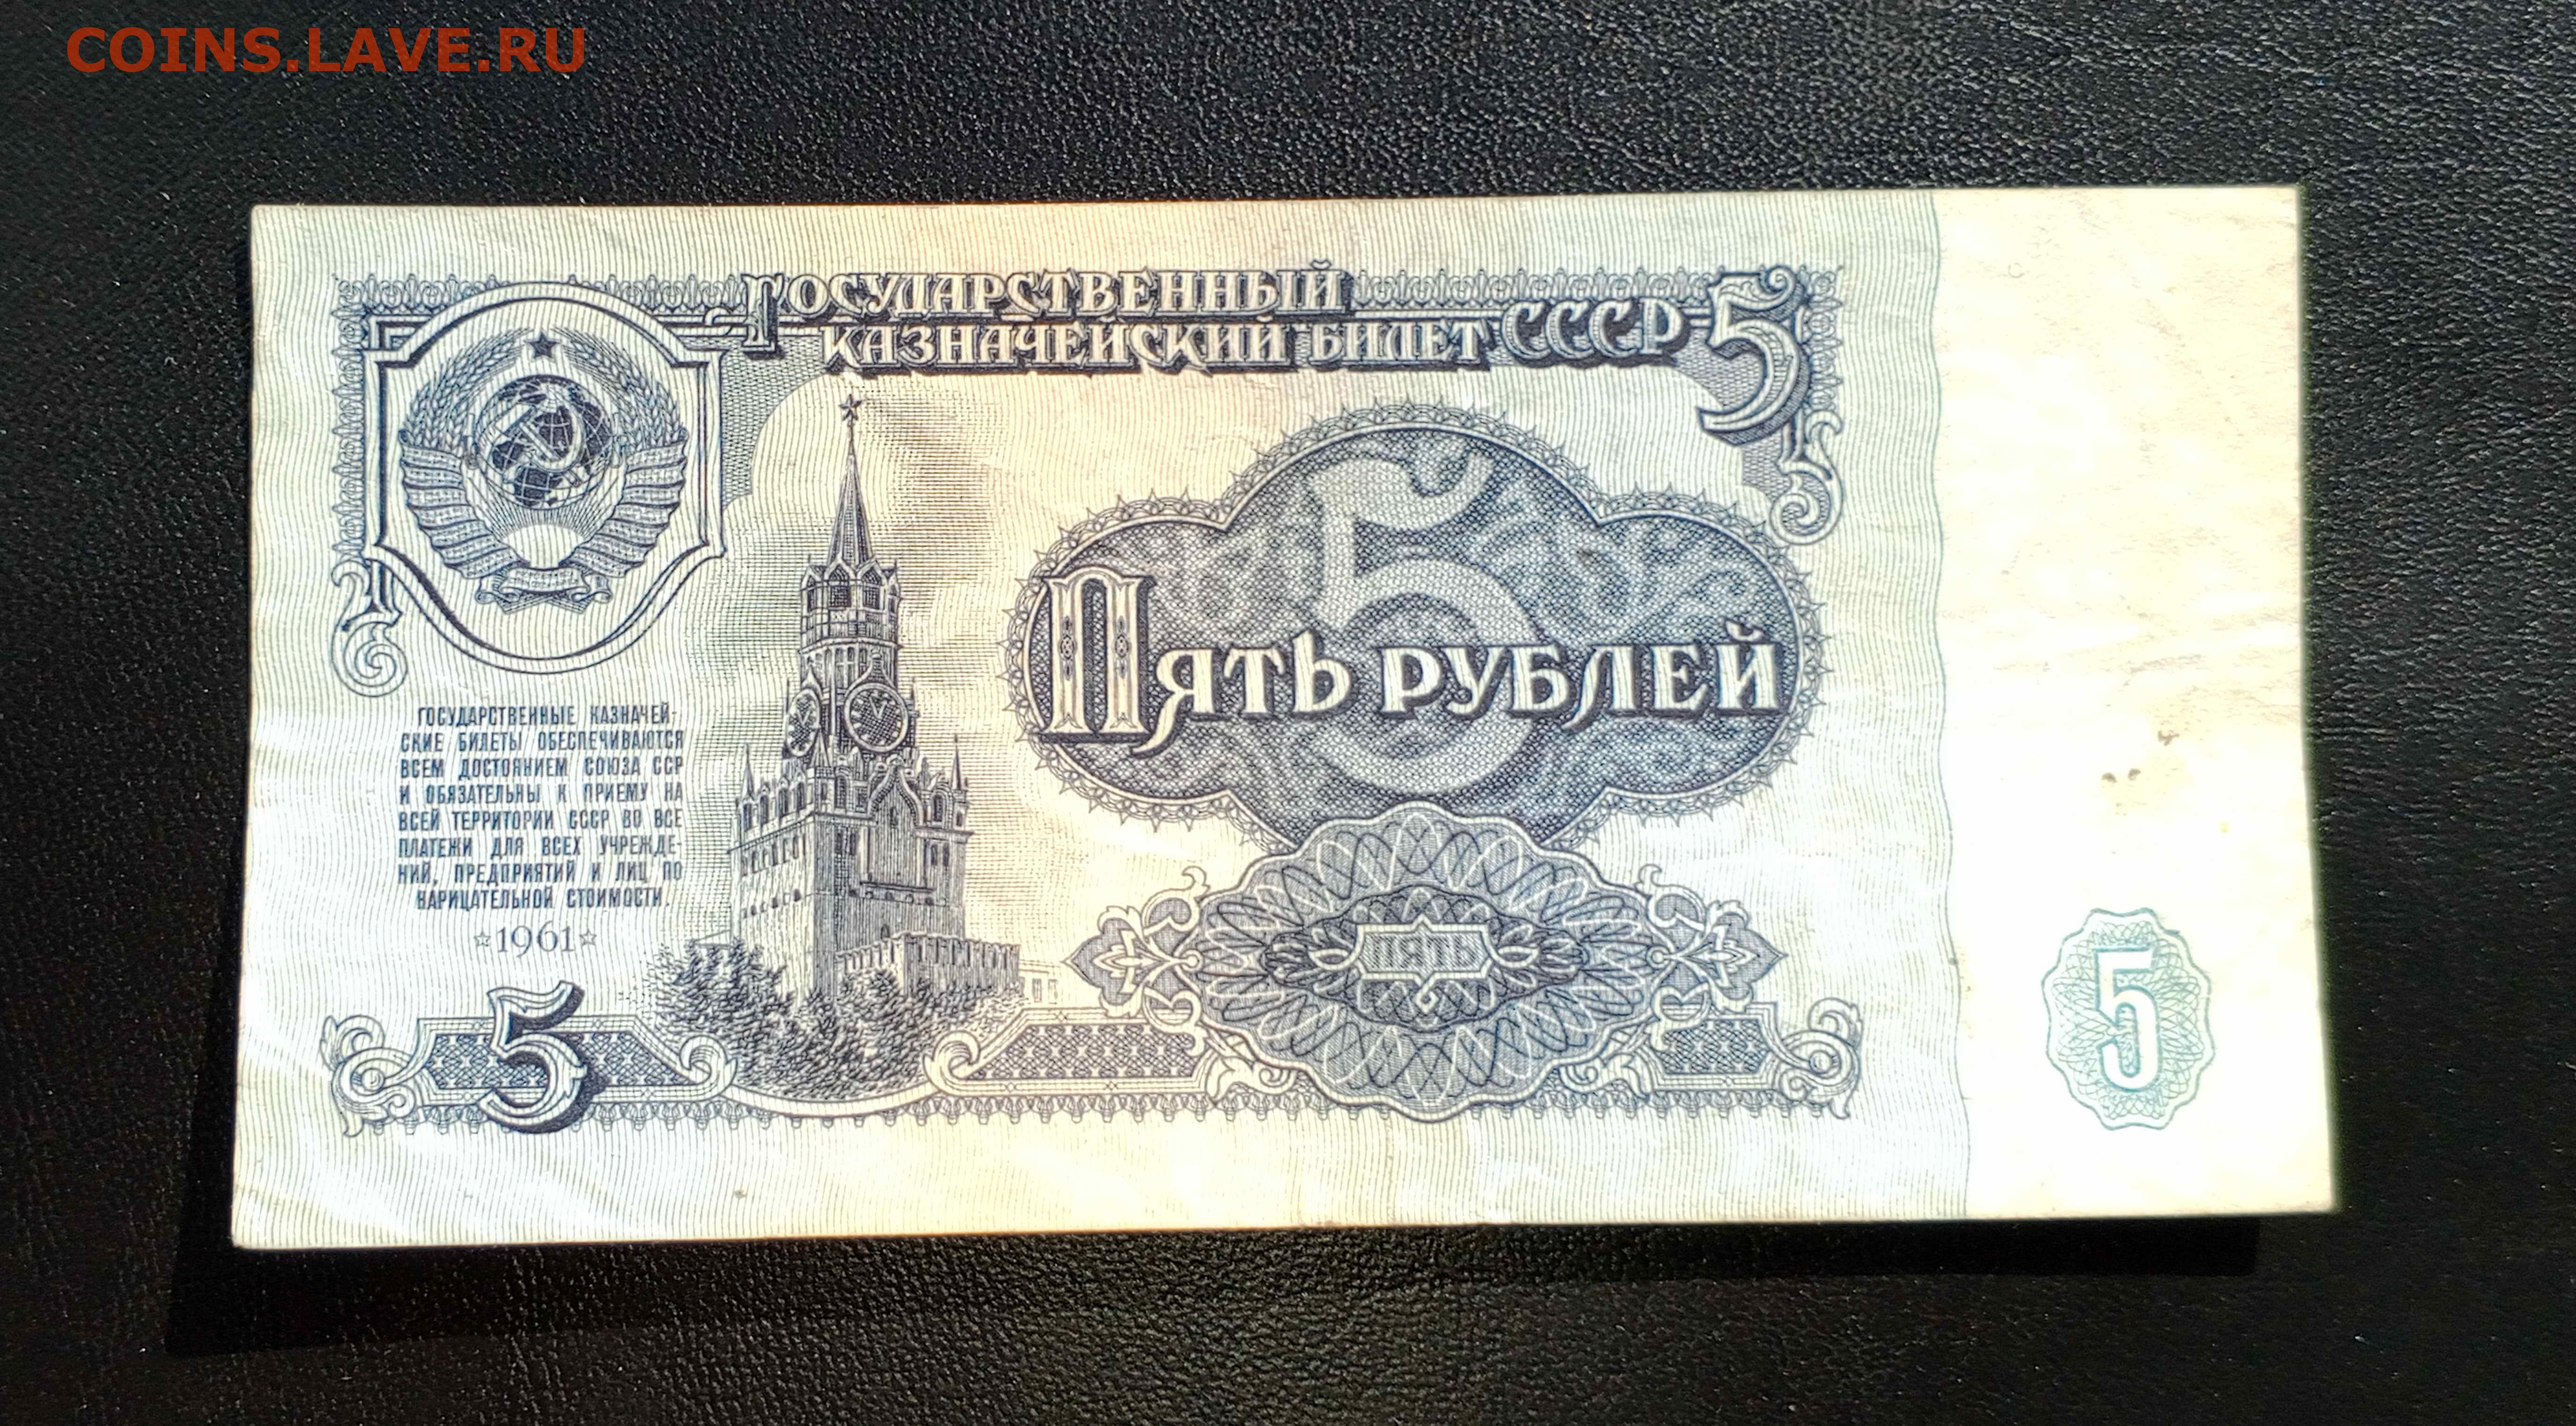 COINS.LAVE.RU
ГОСУДАРСТВЕННЫЙ
КАЗНАЧЕЙСКИЙ БИЛЕТ СССР 5
5
ПЯТЬ РУБЛЕЙ
ГОСУДАРСТВЕННЫЕ КАЗНАЧЕЙ-
СКИЕ БИЛЕТЫ ОБЕСПЕЧИВАЮТСЯ
ВСЕМ ДОСТОЯНИЕМ СОЮЗА ССР
И ОБЯЗАТЕЛЬНЫ К ПРИЕМУ НА
ВСЕЙ ТЕРРИТОРИИ СССР ВО ВСЕ
ПЛАТЕЖИ ДЛЯ ВСЕХ УЧРЕЖДЕ-
НИЙ, ПРЕДПРИЯТИЙ И ЛИЦ ПО
НАРИЦАТЕЛЬНОЙ СТОИМОСТИ.
☆1961☆
ПЯТЬ
5
5